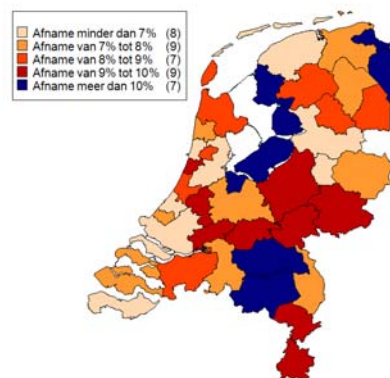 Afname minder dan 7% (8)
Afname van 7% tot 8% (9)
Afname van 8% tot 9% (7)
Afname van 9% tot 10% (9)
Afname meer dan 10% (7)